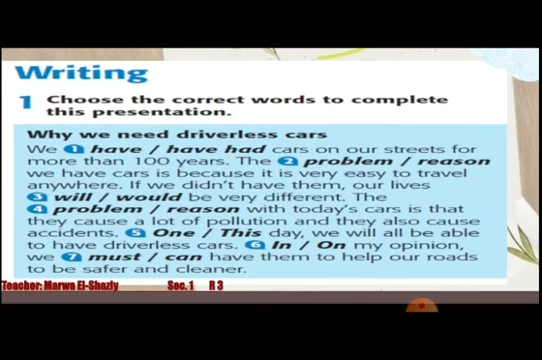 Writing
1 Choose the correct words to complete
this presentation.
Why we need driverless cars
We 1 have / have had cars on our streets for
more than 100 years. The 2 problem / reason
we have cars is because it is very easy to travel
anywhere. If we didn't have them, our lives
3 will / would be very different. The
4 problem / reason with today's cars is that
they cause a lot of pollution and they also cause
accidents. 5 One / This day, we will all be able
to have driverless cars. 6 In / On my opinion,
we 7 must / can have them to help our roads
to be safer and cleaner.
Teacher: Marwa El-Shazly Sec. 1 R 3